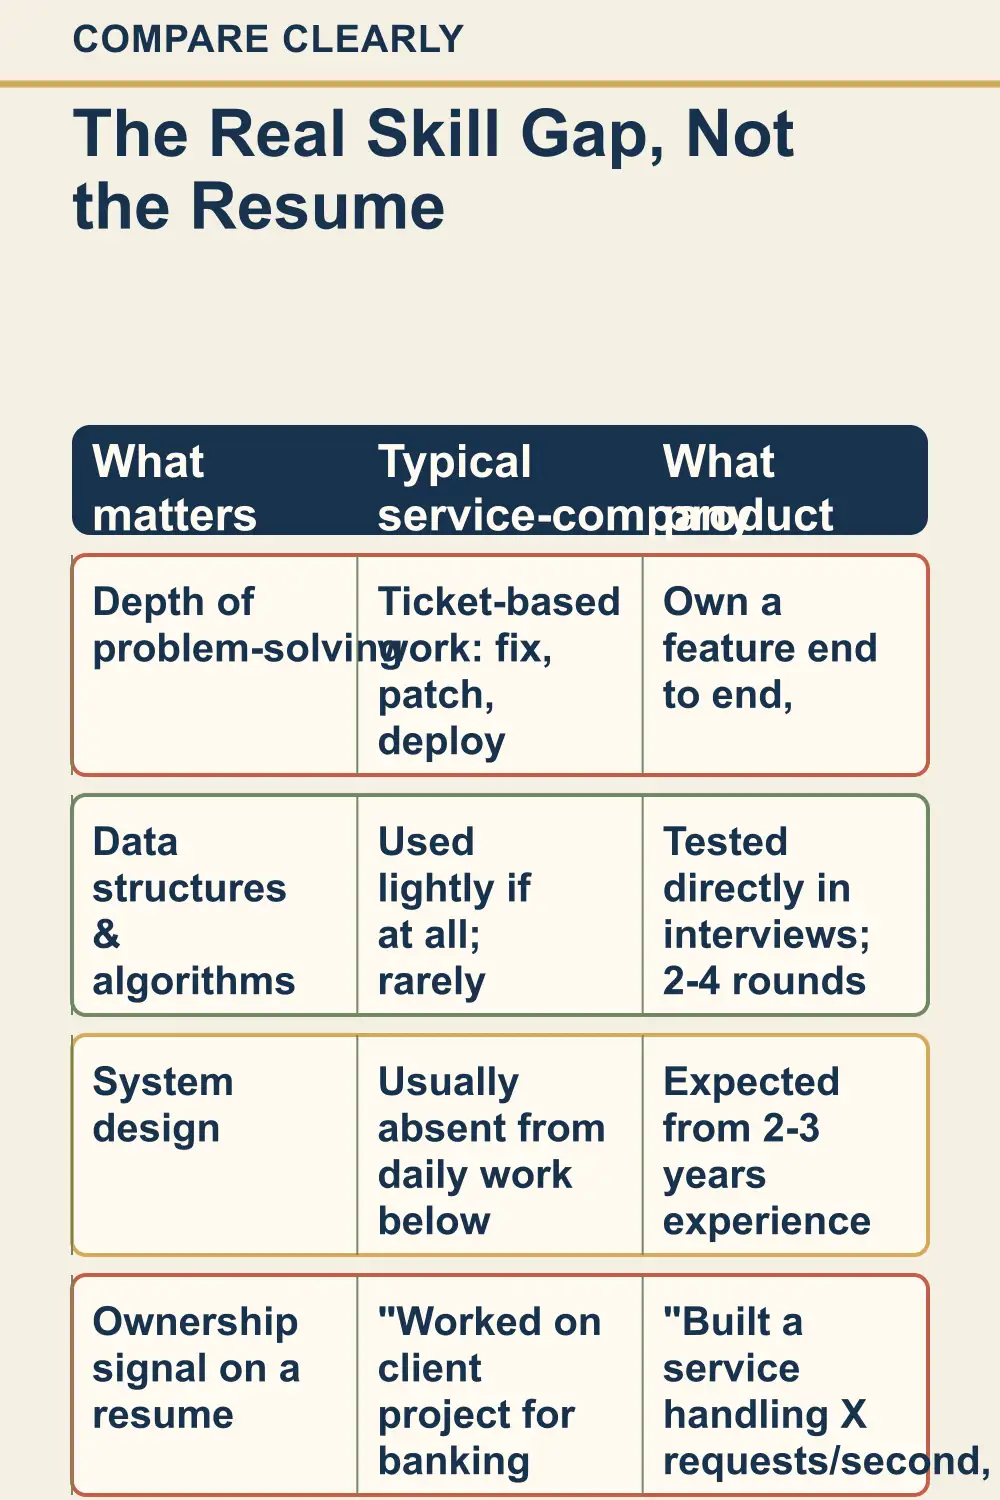 COMPARE CLEARLY
The Real Skill Gap, Not
the Resume
What
matters
Typical
service-company
What
product
Depth of
problem-solving
Ticket-based
work: fix,
patch,
deploy
Own a
feature end
to end,
Data
structures
&
algorithms
Used
lightly if
at all;
rarely
Tested
directly in
interviews;
2-4 rounds
System
design
Usually
absent from
daily work
below
Expected
from 2-3
years
experience
Ownership
signal on a
resume
"Worked on
client
project for
banking
"Built a
service
handling X
requests/second,